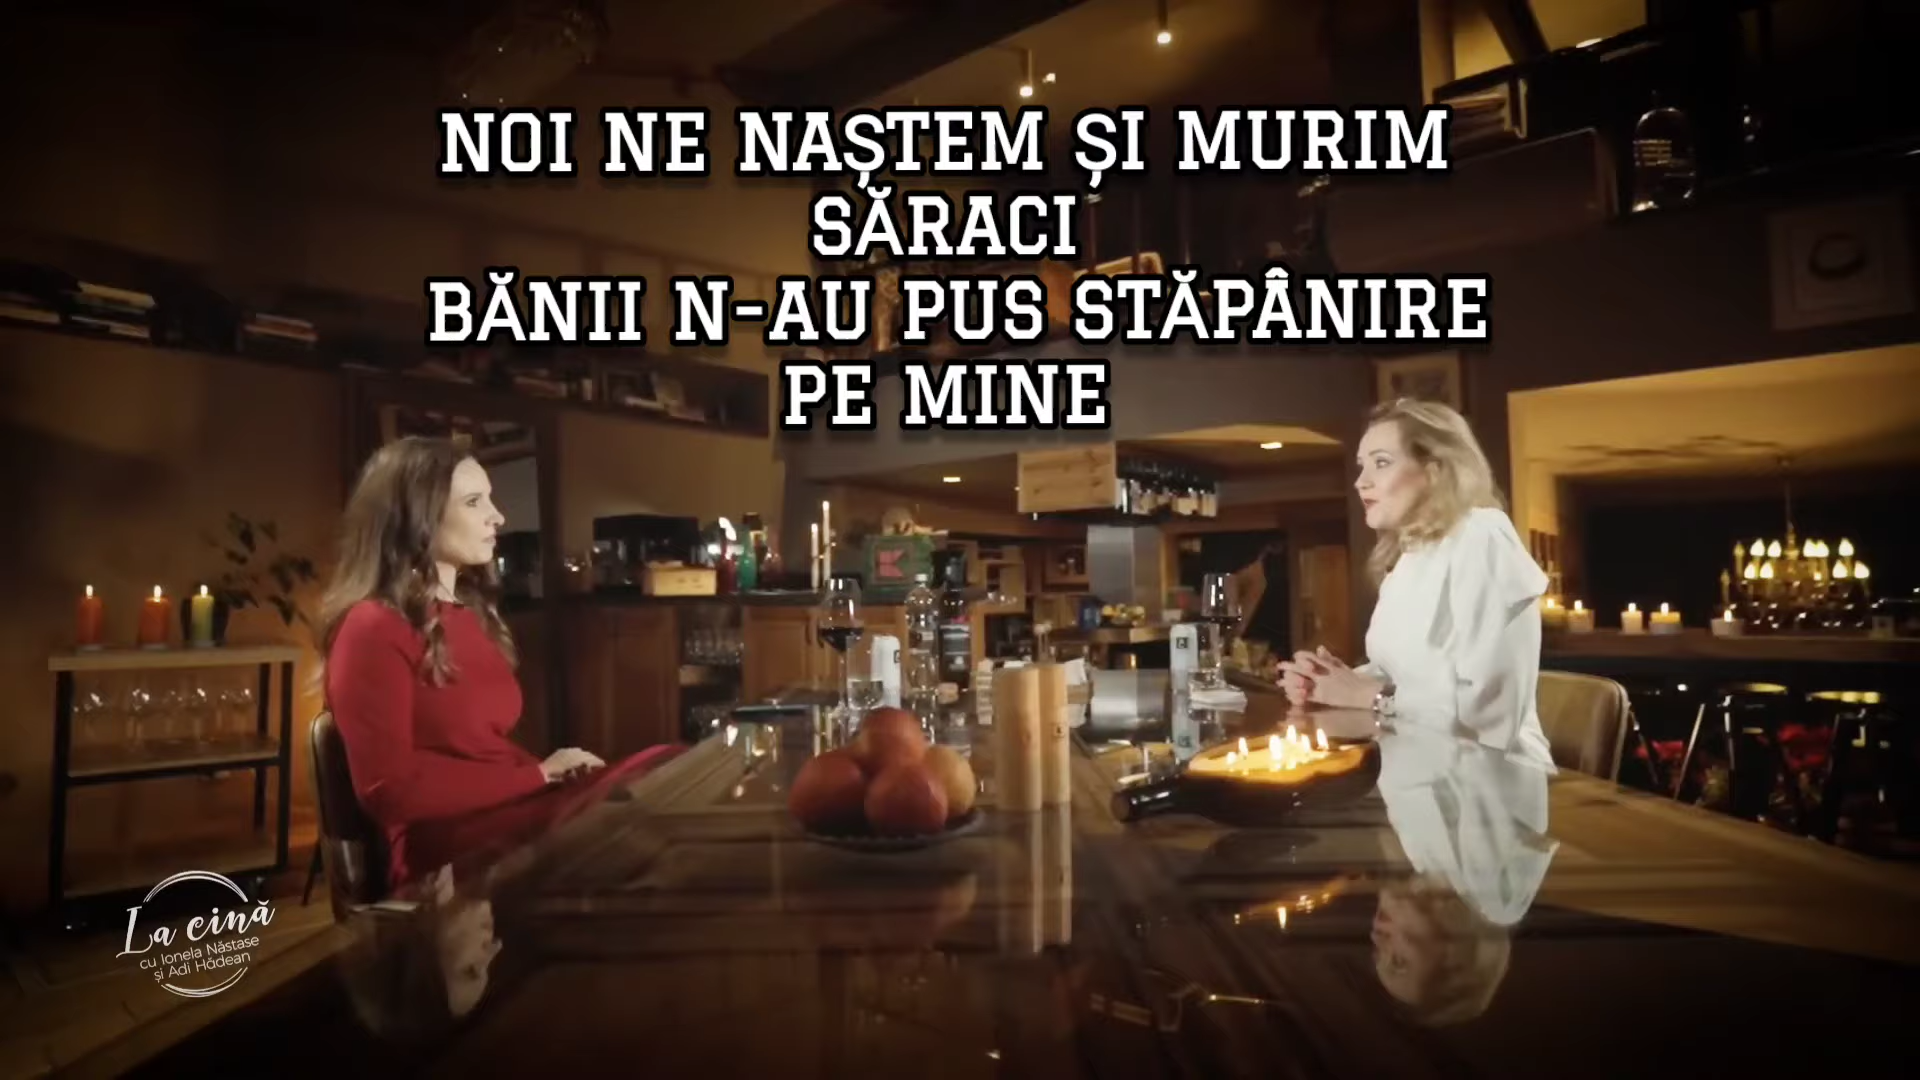 NOI NE NAȘTEM ȘI MURIM
SĂRACI
BĂNII N-AU PUS STĂPÂNIRE
PE MINE
La cină
cu Ionela Năstase
și Adi Hădean